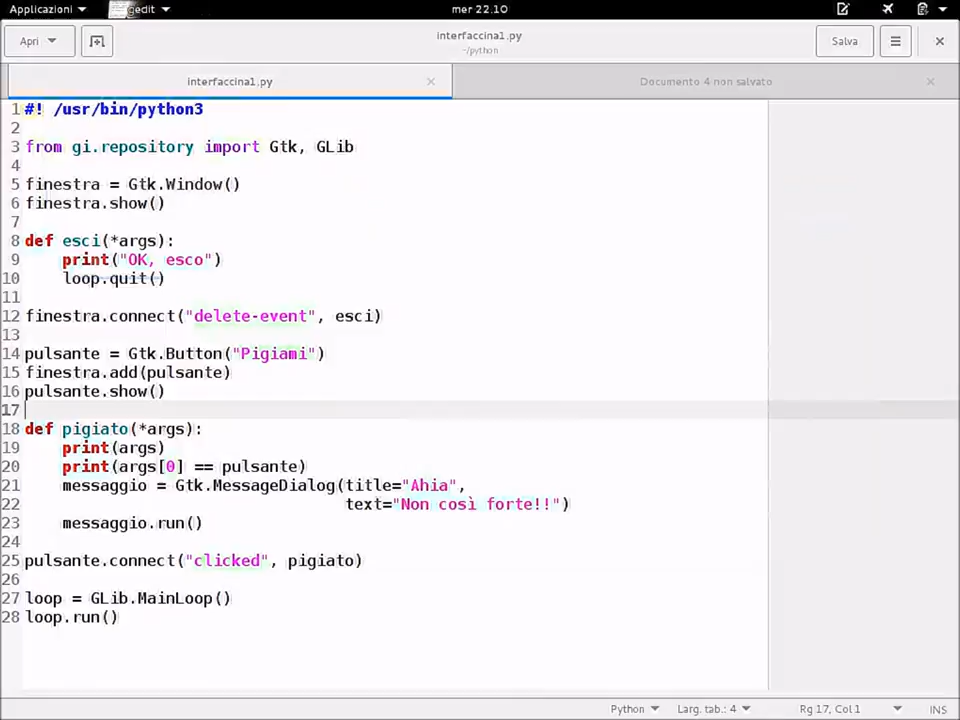 Applicazioni gedit mer 22.10
Apri interfaccina1.py Salva
~/python
interfaccina1.py Documento 4 non salvato
1 #! /usr/bin/python3
2
3 from gi.repository import Gtk, GLib
4
5 finestra = Gtk.Window()
6 finestra.show()
7
8 def esci(*args):
9     print("OK, esco")
10     loop.quit()
11
12 finestra.connect("delete-event", esci)
13
14 pulsante = Gtk.Button("Pigiami")
15 finestra.add(pulsante)
16 pulsante.show()
17
18 def pigiato(*args):
19     print(args)
20     print(args[0] == pulsante)
21     messaggio = Gtk.MessageDialog(title="Ahia",
22                                   text="Non così forte!!")
23     messaggio.run()
24
25 pulsante.connect("clicked", pigiato)
26
27 loop = GLib.MainLoop()
28 loop.run()
Python Larg. tab.: 4 Rg 17, Col 1 INS